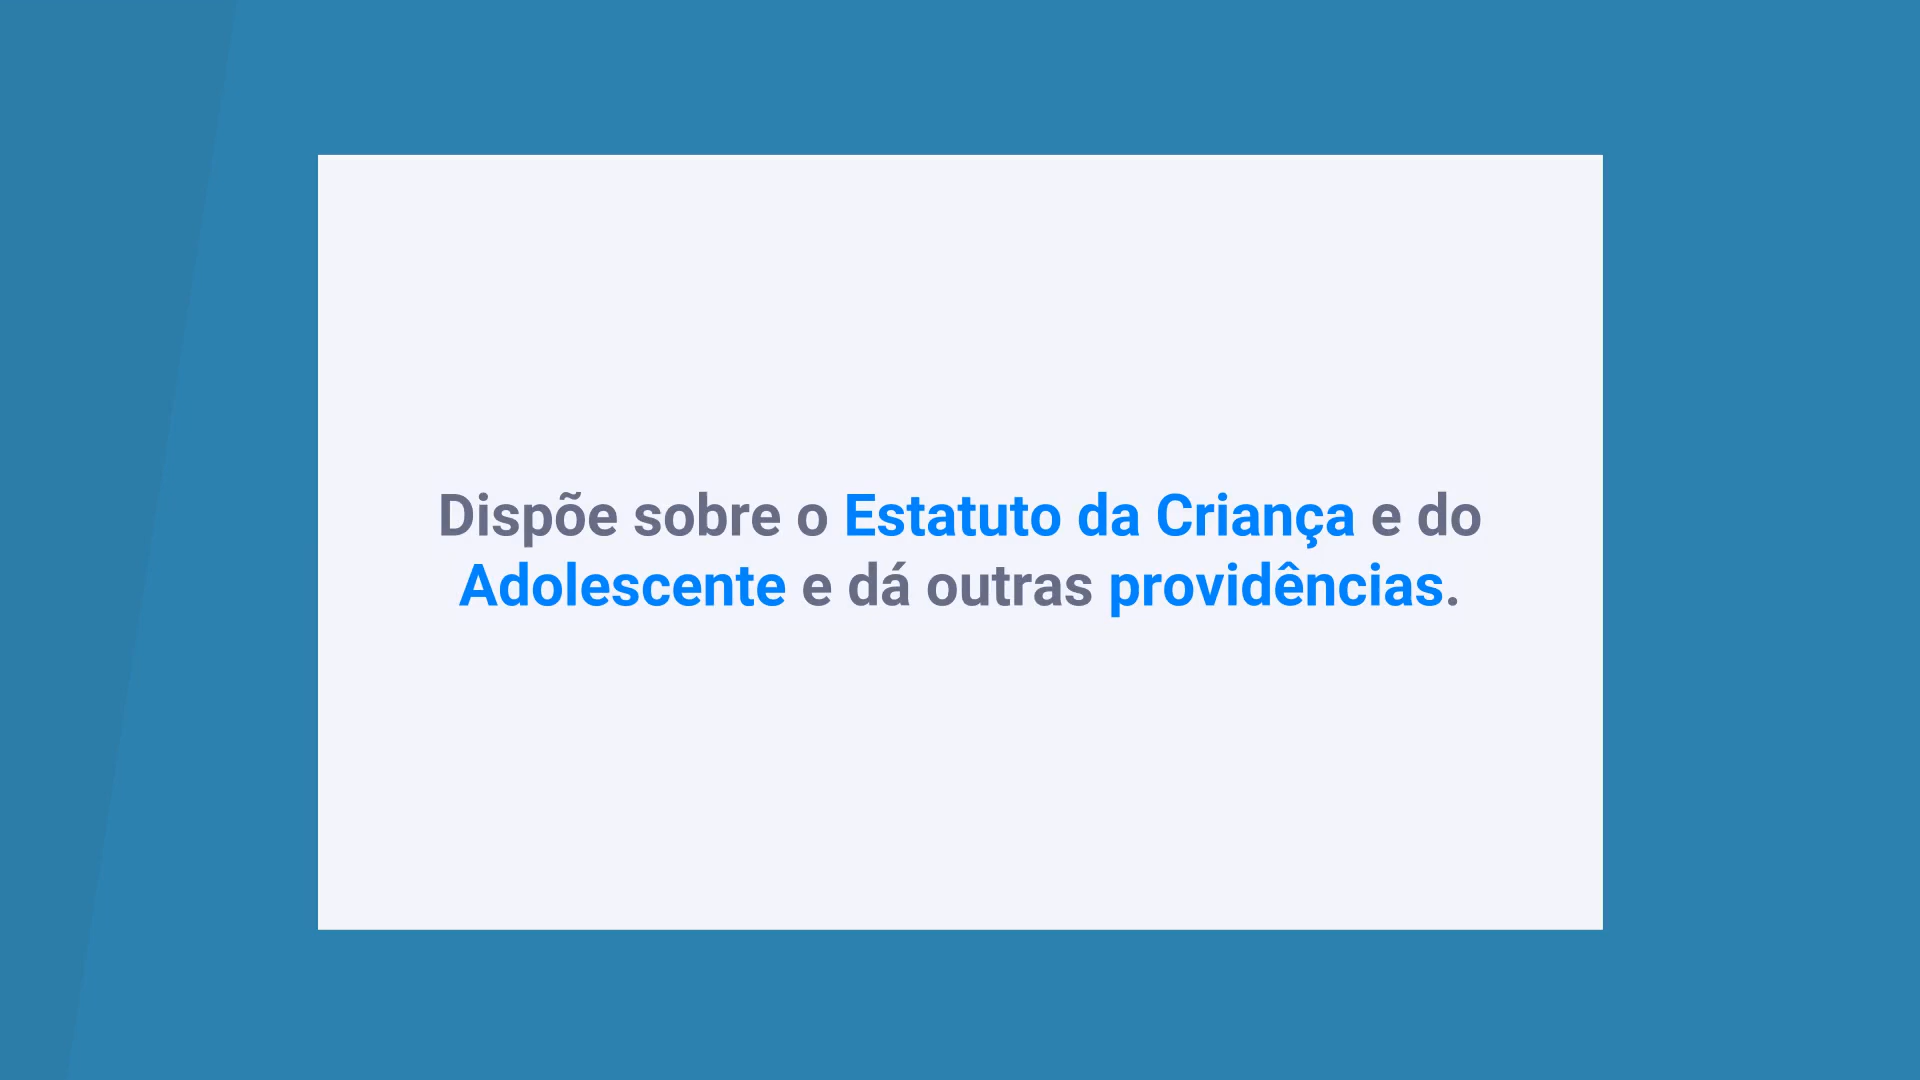 Dispõe sobre o Estatuto da Criança e do
Adolescente e dá outras providências.